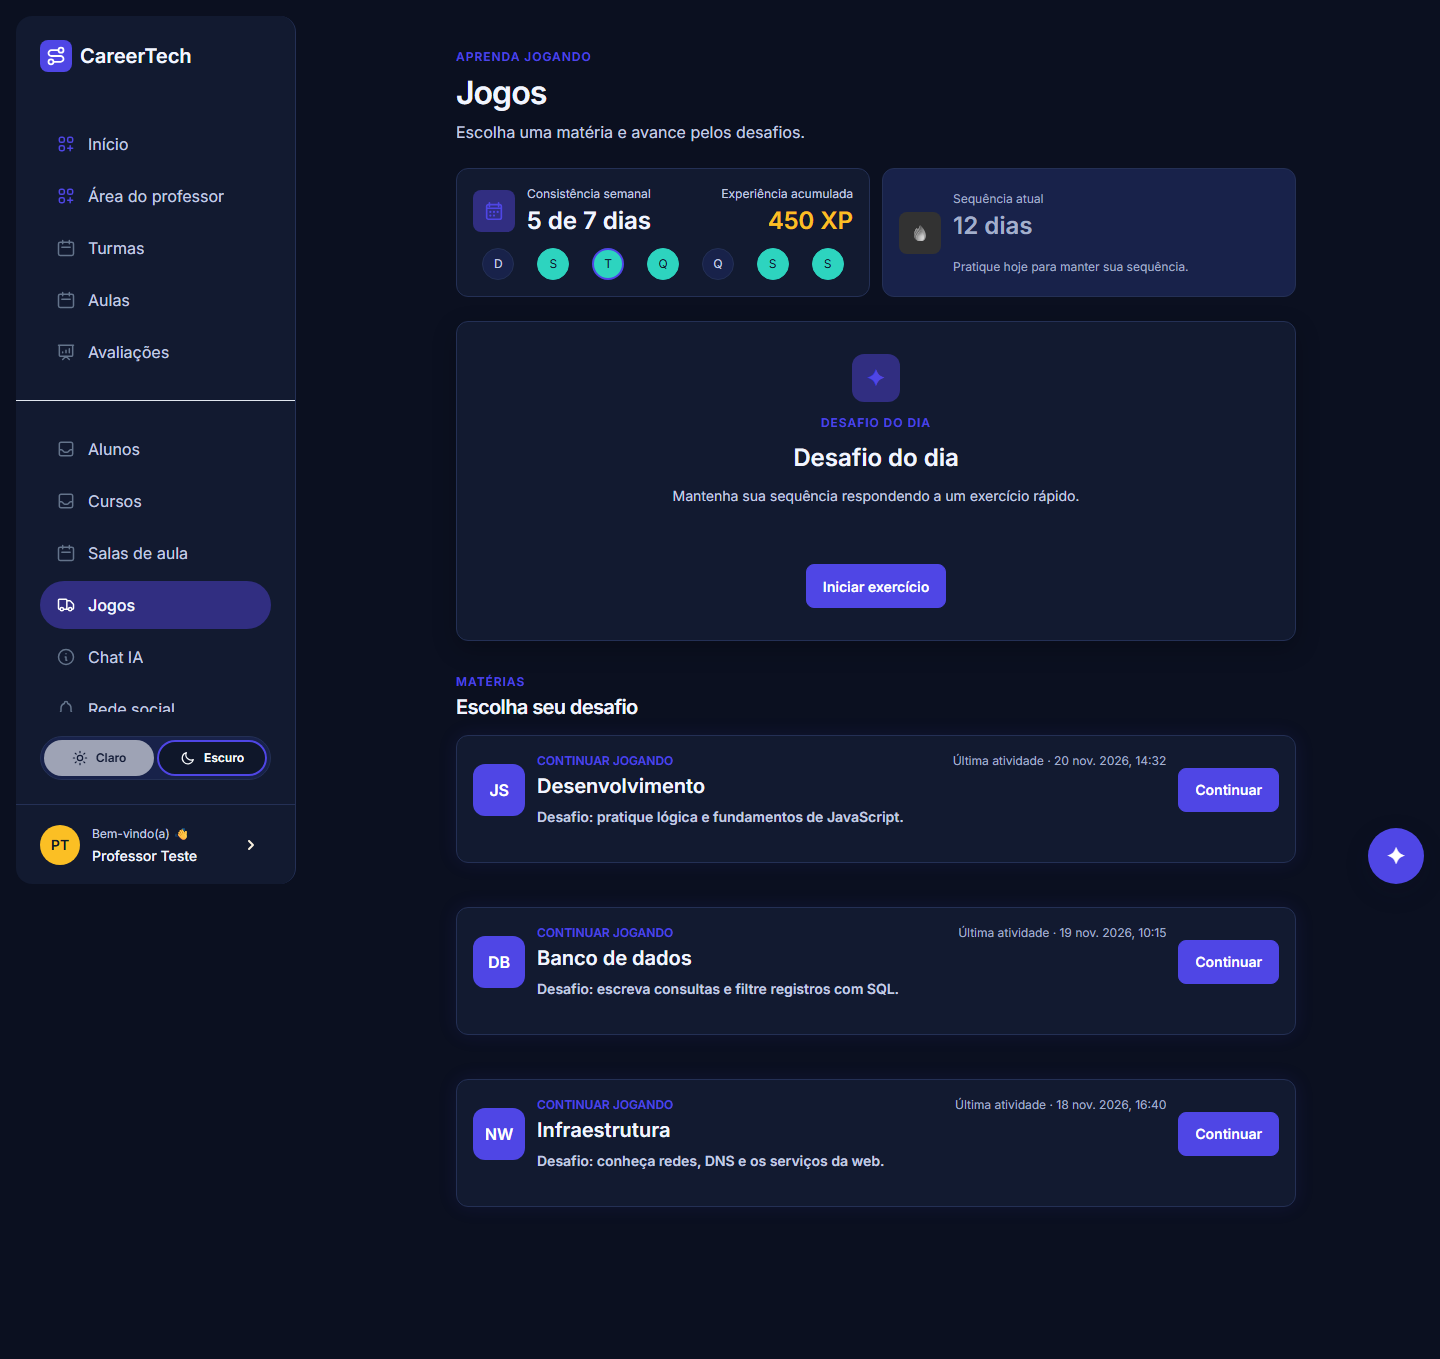 CareerTech
Início
Área do professor
Turmas
Aulas
Avaliações
Alunos
Cursos
Salas de aula
Jogos
Chat IA
Rede social
Claro
Escuro
PT
Bem-vindo(a) 👋
Professor Teste
APRENDA JOGANDO
Jogos
Escolha uma matéria e avance pelos desafios.
Consistência semanal
5 de 7 dias
Experiência acumulada
450 XP
D S T Q Q S S
Sequência atual
12 dias
Pratique hoje para manter sua sequência.
DESAFIO DO DIA
Desafio do dia
Mantenha sua sequência respondendo a um exercício rápido.
Iniciar exercício
MATÉRIAS
Escolha seu desafio
JS
CONTINUAR JOGANDO
Desenvolvimento
Desafio: pratique lógica e fundamentos de JavaScript.
Última atividade · 20 nov. 2026, 14:32
Continuar
DB
CONTINUAR JOGANDO
Banco de dados
Desafio: escreva consultas e filtre registros com SQL.
Última atividade · 19 nov. 2026, 10:15
Continuar
NW
CONTINUAR JOGANDO
Infraestrutura
Desafio: conheça redes, DNS e os serviços da web.
Última atividade · 18 nov. 2026, 16:40
Continuar